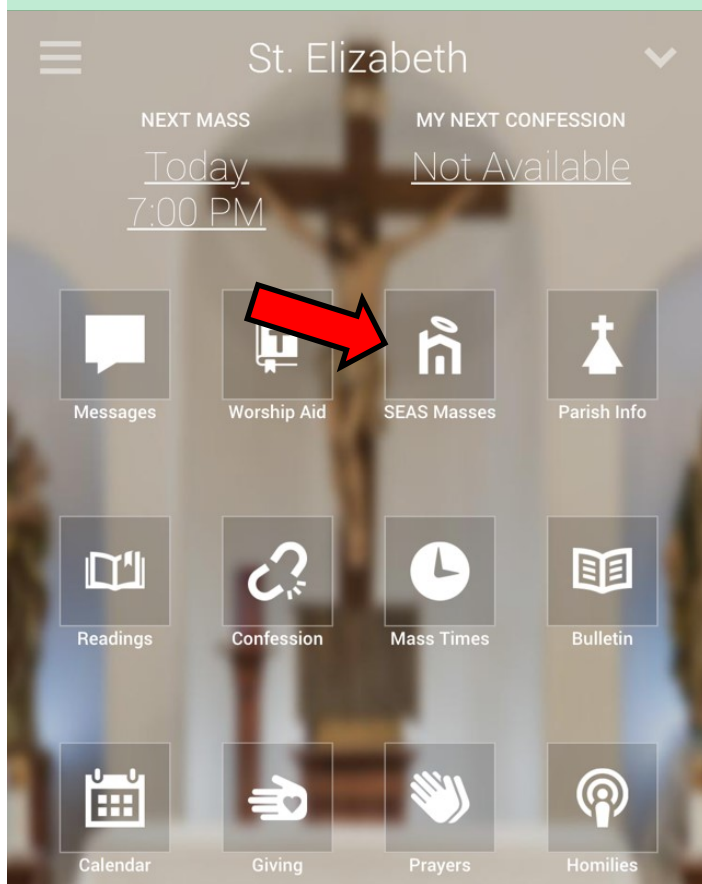 St. Elizabeth
NEXT MASS
MY NEXT CONFESSION
Today
7:00 PM
Not Available
Messages
Worship Aid
SEAS Masses
Parish Info
Readings
Confession
Mass Times
Bulletin
Calendar
Giving
Prayers
Homilies